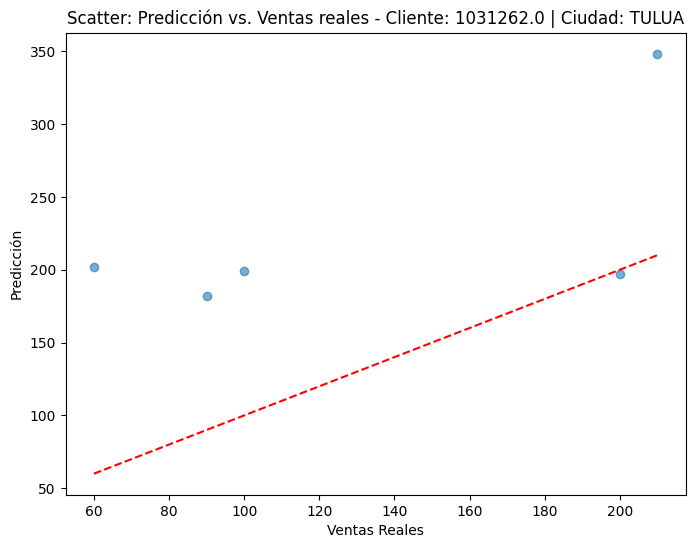 Scatter: Predicción vs. Ventas reales - Cliente: 1031262.0 | Ciudad: TULUA
350
300
250
200
150
100
50
Predicción
60 80 100 120 140 160 180 200
Ventas Reales